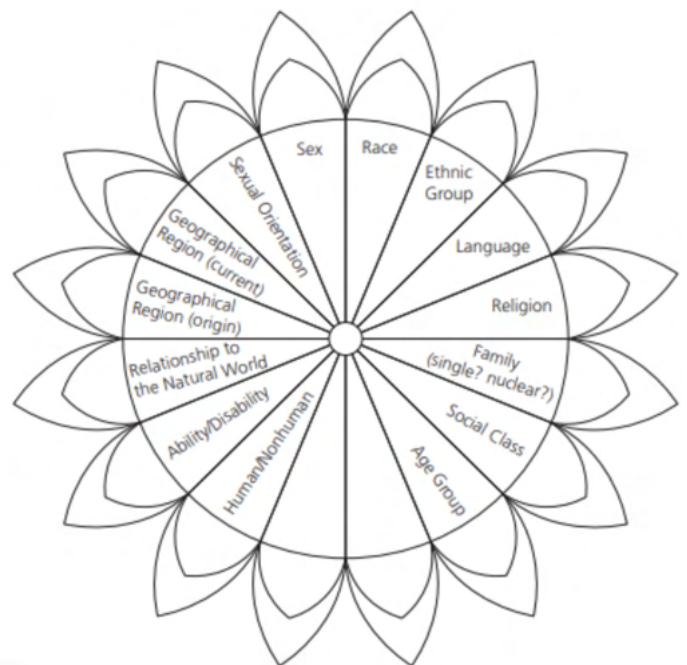 Sex
Race
Ethnic
Group
Language
Religion
Family
(single? nuclear?)
Social Class
Age Group
Human/Nonhuman
Ability/Disability
Relationship to
the Natural World
Geographical
Region (origin)
Geographical
Region (current)
Sexual Orientation